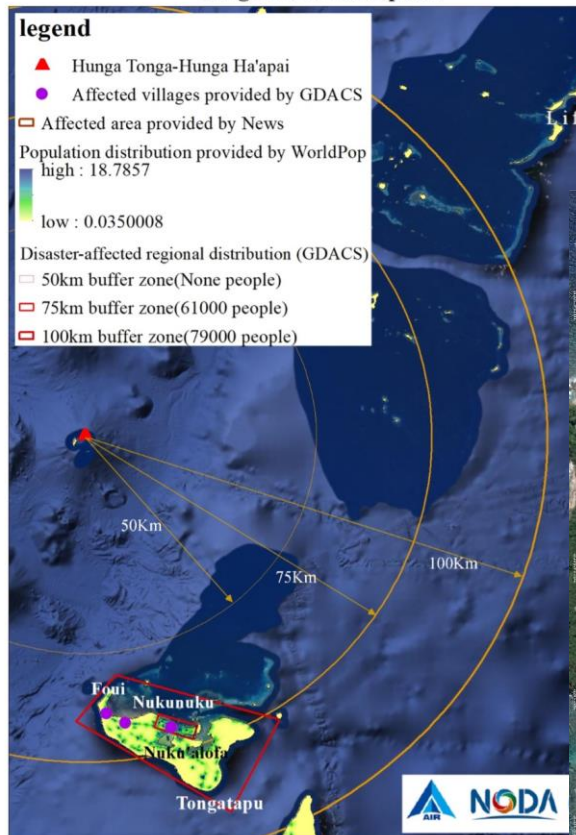 legend
Hunga Tonga-Hunga Ha'apai
Affected villages provided by GDACS
Affected area provided by News
Population distribution provided by WorldPop
high : 18.7857
low : 0.0350008
Disaster-affected regional distribution (GDACS)
50km buffer zone(None people)
75km buffer zone(61000 people)
100km buffer zone(79000 people)
Lif
50Km
75Km
100Km
Foui
Nukunuku
Nuku'alofa
Tongatapu
AIR
NODA